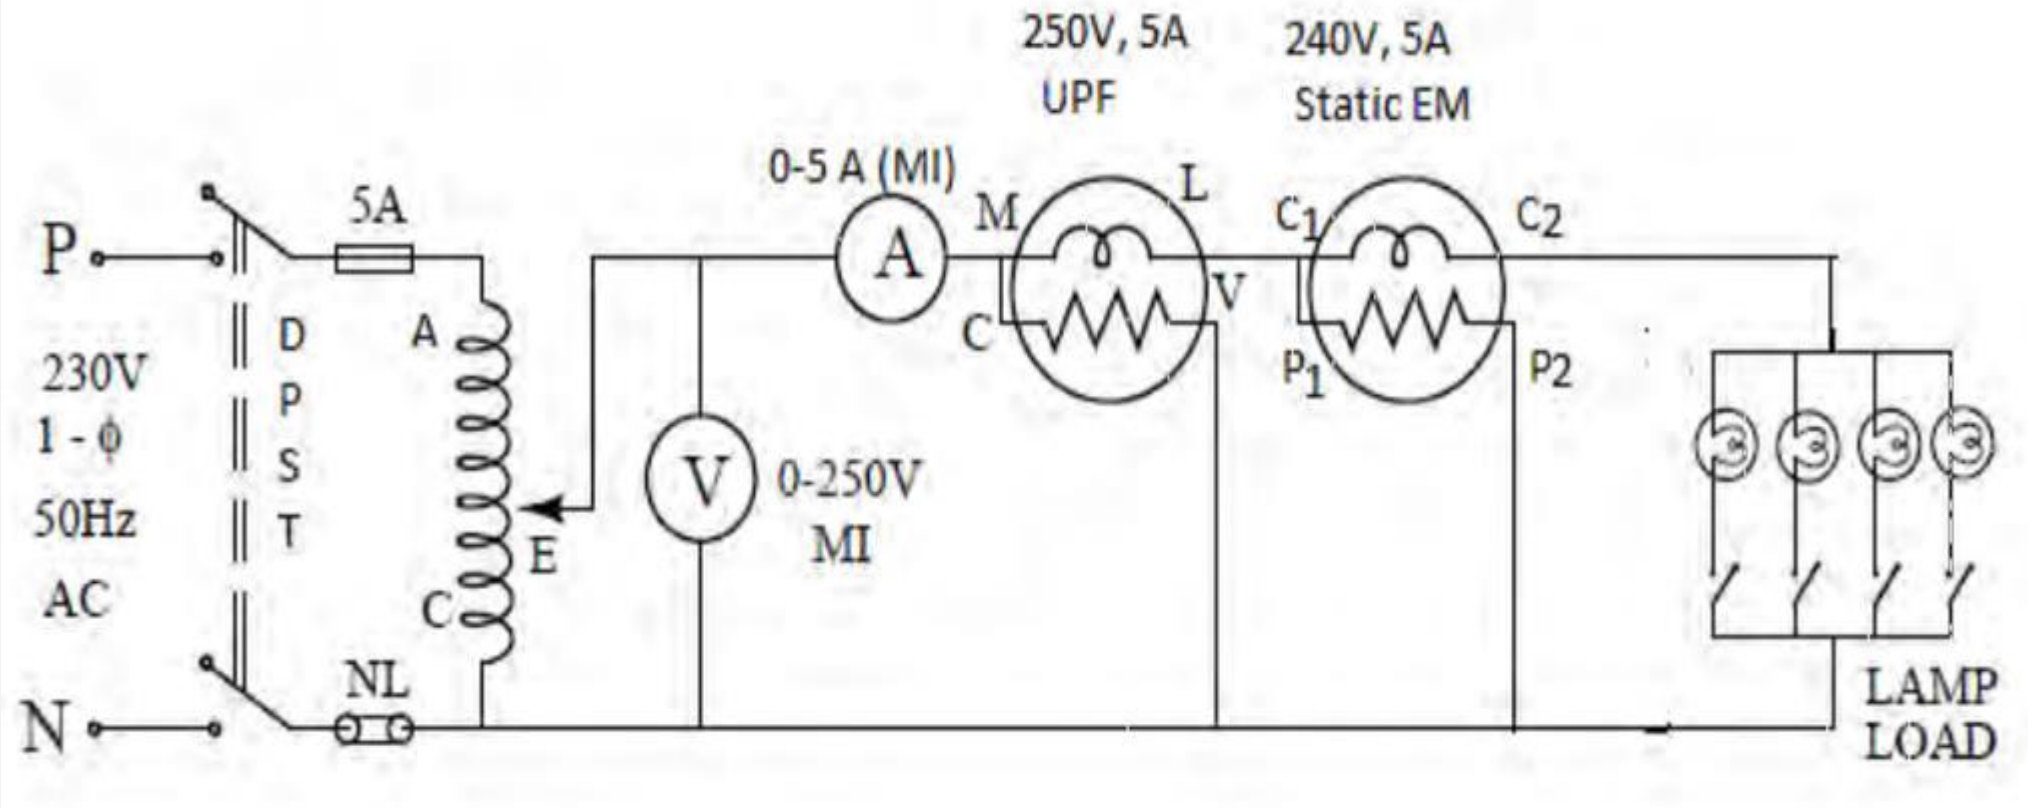 250V, 5A
UPF
240V, 5A
Static EM
0-5 A (MI)
A
M
L
C
V
C1
C2
P1
P2
P
5A
230V
1 - ϕ
50Hz
AC
N
D
P
S
T
A
C
E
NL
V
0-250V
MI
LAMP
LOAD